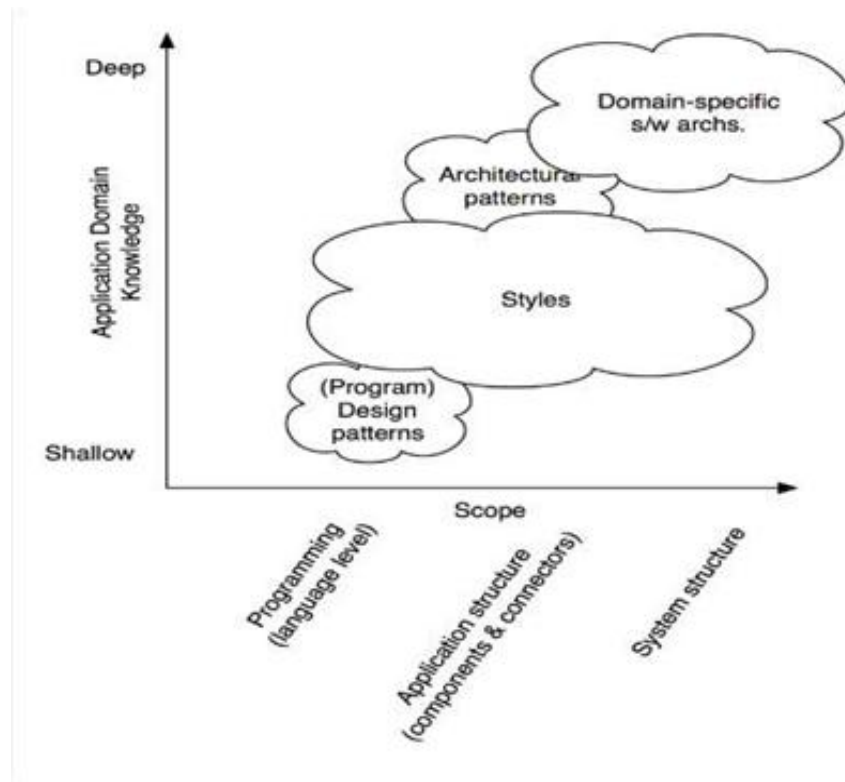 Deep
Domain-specific
s/w archs.
Architectural
patterns
Application Domain
Knowledge
Styles
(Program)
Design
patterns
Shallow
Scope
Programming
(language level)
Application structure
(components & connectors)
System structure